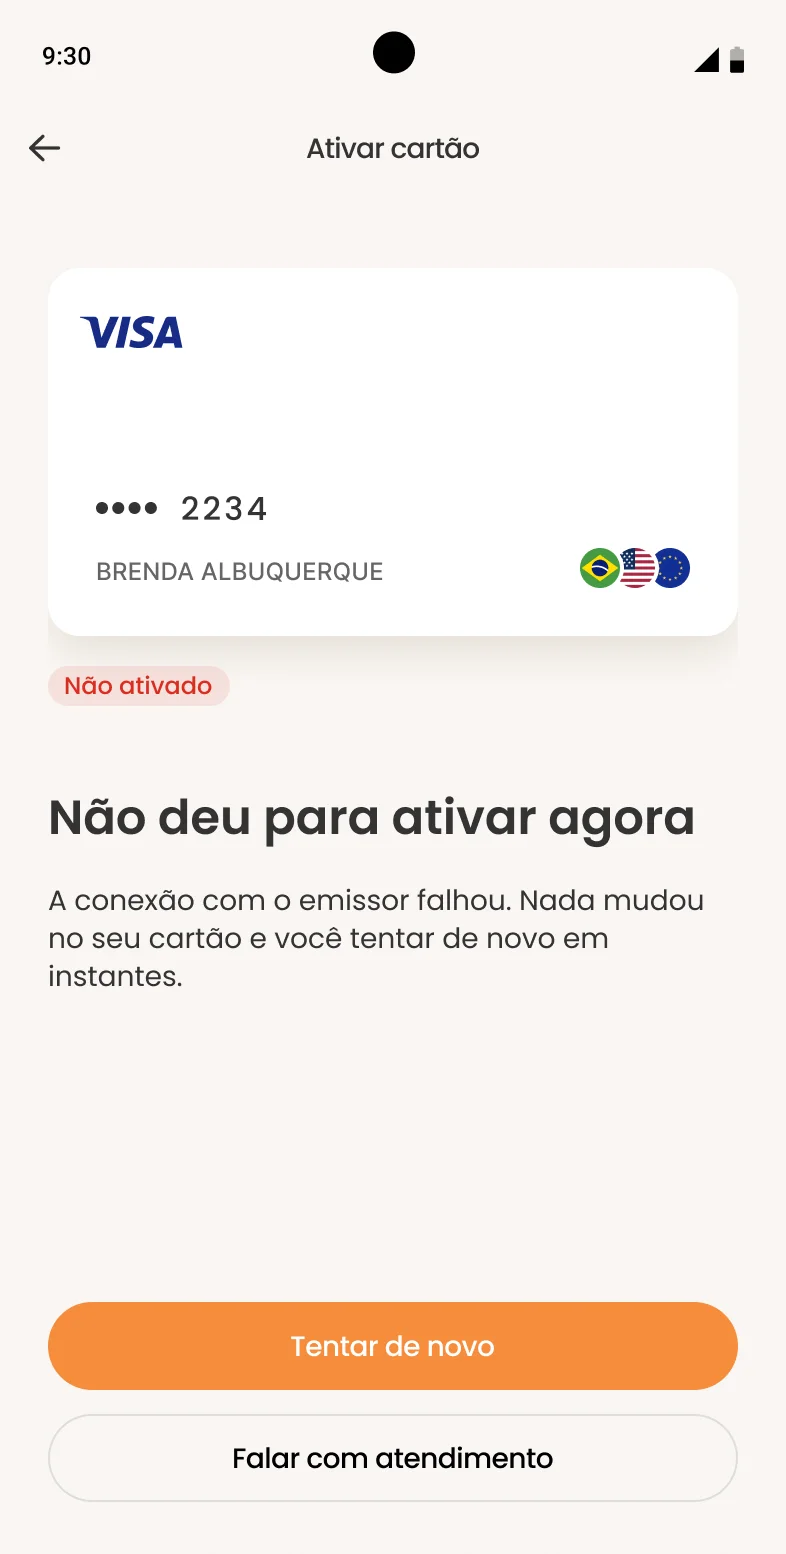 9:30
Ativar cartão
VISA
•••• 2234
BRENDA ALBUQUERQUE
Não ativado
Não deu para ativar agora
A conexão com o emissor falhou. Nada mudou
no seu cartão e você tentar de novo em
instantes.
Tentar de novo
Falar com atendimento